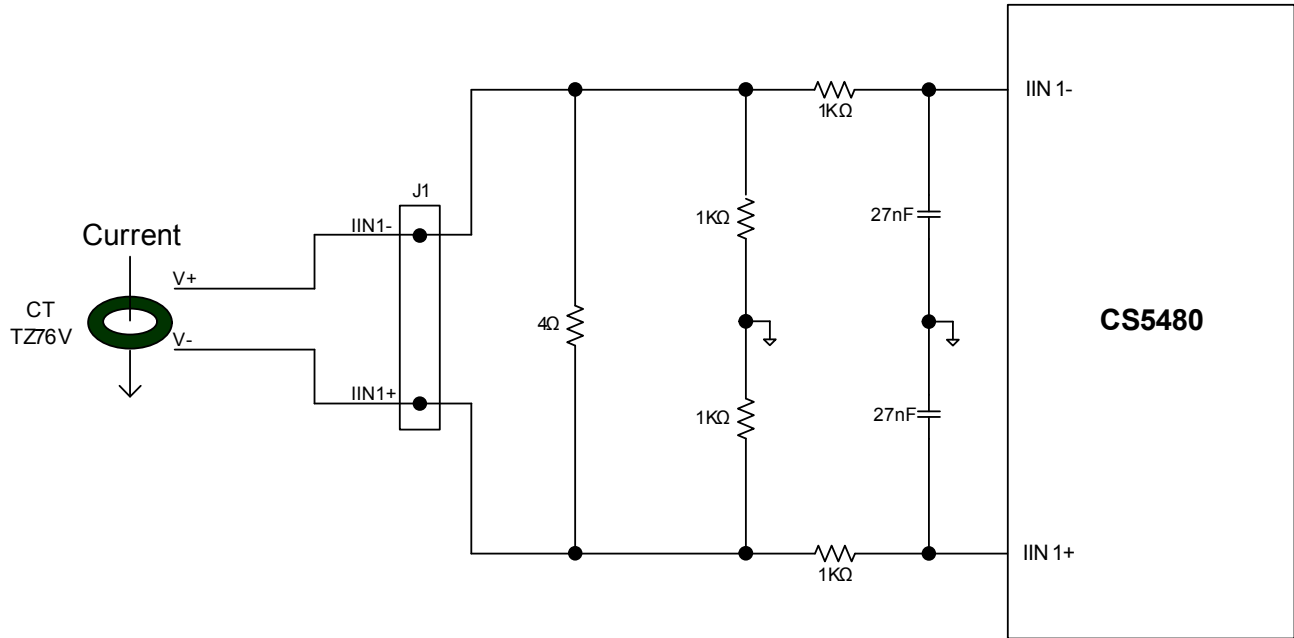 IIN 1-
1KΩ
J1
1KΩ
27nF
Current
IIN1-
V+
CT
TZ76V
4Ω
CS5480
V-
IIN1+
1KΩ
27nF
IIN 1+
1KΩ